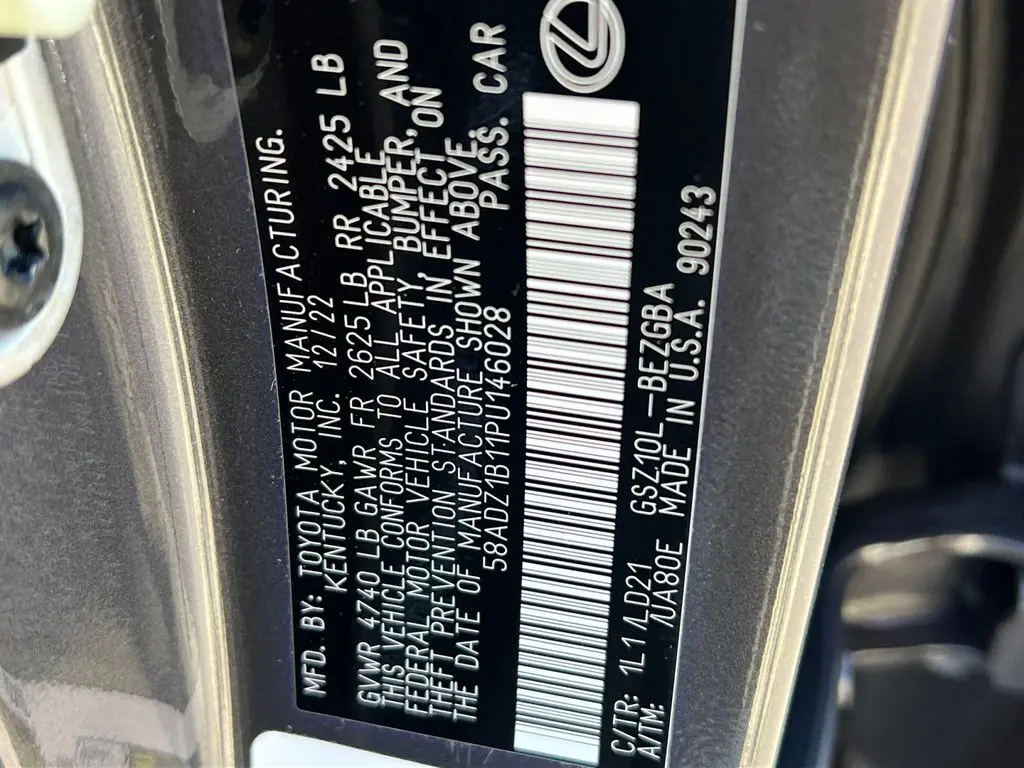 MFD. BY: TOYOTA MOTOR MANUFACTURING.
KENTUCKY, INC. 12/22
GVWR 4740 LB GAWR FR 2625 LB RR 2425 LB
THIS VEHICLE CONFORMS TO ALL APPLICABLE
FEDERAL MOTOR VEHICLE SAFETY, BUMPER, AND
THEFT PREVENTION STANDARDS IN EFFECT ON
THE DATE OF MANUFACTURE SHOWN ABOVE.
58ADZ1B11PU146028 PASS. CAR
C/TR: 1L1/LD21 GSZ10L-BEZGBA
A/TM: /UA80E MADE IN U.S.A. 90243